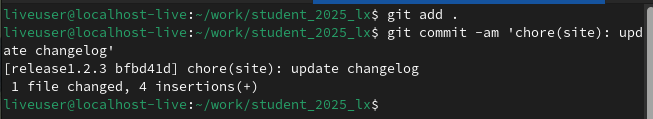 liveuser@localhost-live:~/work/student_2025_lx$ git add .
liveuser@localhost-live:~/work/student_2025_lx$ git commit -am 'chore(site): upd
ate changelog'
[release1.2.3 bfbd41d] chore(site): update changelog
 1 file changed, 4 insertions(+)
liveuser@localhost-live:~/work/student_2025_lx$